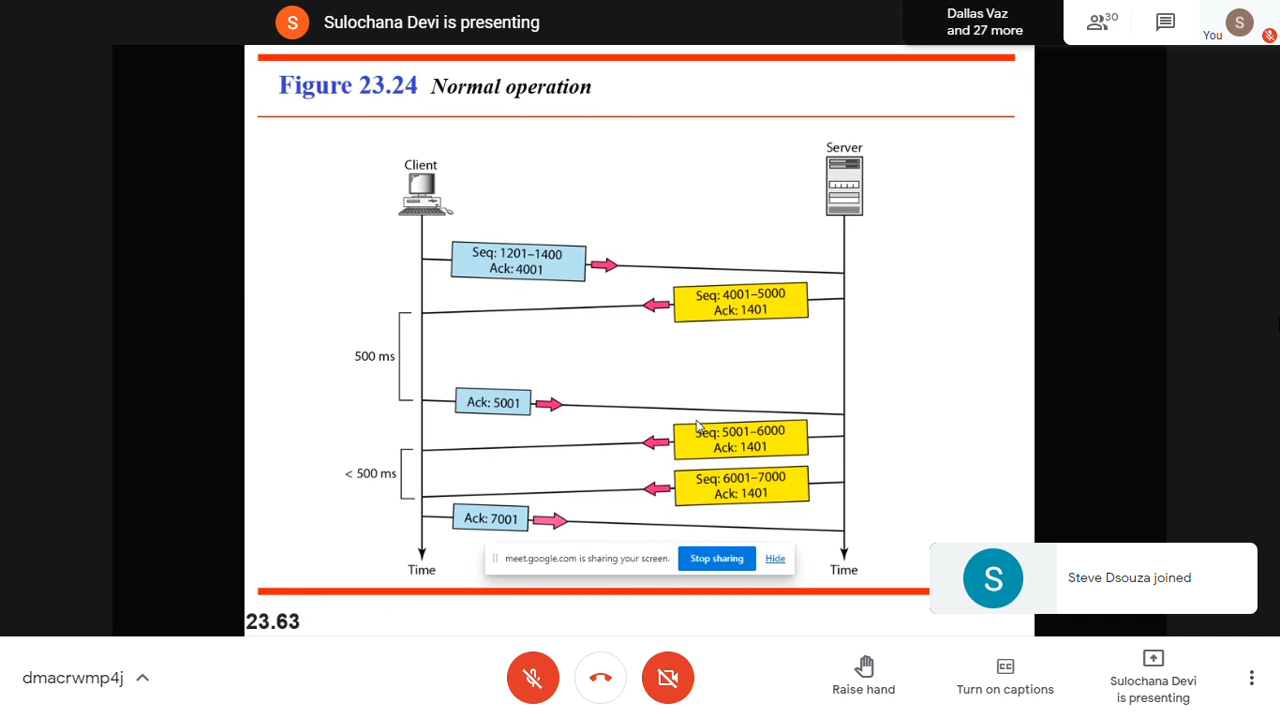 S
Sulochana Devi is presenting
Dallas Vaz
and 27 more
30
You
S
Figure 23.24 Normal operation
Client
Server
Seq: 1201–1400
Ack: 4001
Seq: 4001–5000
Ack: 1401
500 ms
Ack: 5001
Seq: 5001–6000
Ack: 1401
< 500 ms
Seq: 6001–7000
Ack: 1401
Ack: 7001
meet.google.com is sharing your screen.
Stop sharing
Hide
Time
Time
S
Steve Dsouza joined
23.63
dmacrwmp4j
Raise hand
CC
Turn on captions
Sulochana Devi
is presenting